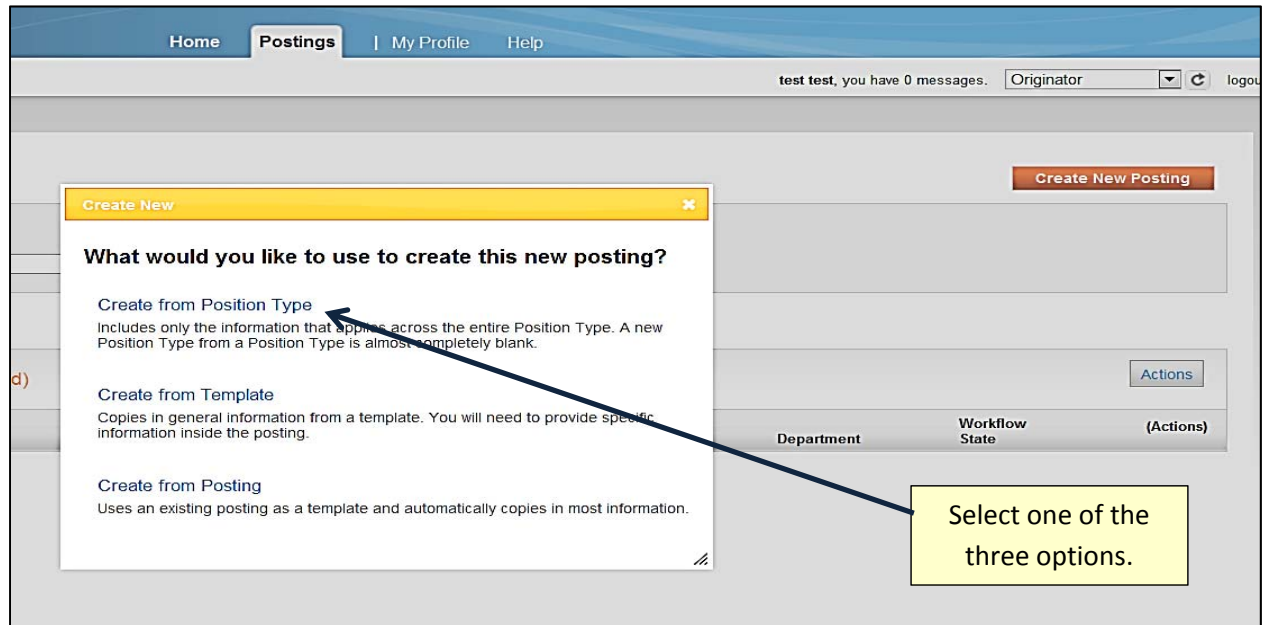 Home Postings | My Profile Help
test test, you have 0 messages. Originator logou
Create New Posting
Create New
What would you like to use to create this new posting?
Create from Position Type
Includes only the information that applies across the entire Position Type. A new
Position Type from a Position Type is almost completely blank.
d)
Actions
Create from Template
Copies in general information from a template. You will need to provide specific
information inside the posting.
Department
Workflow
State
(Actions)
Create from Posting
Uses an existing posting as a template and automatically copies in most information.
Select one of the
three options.